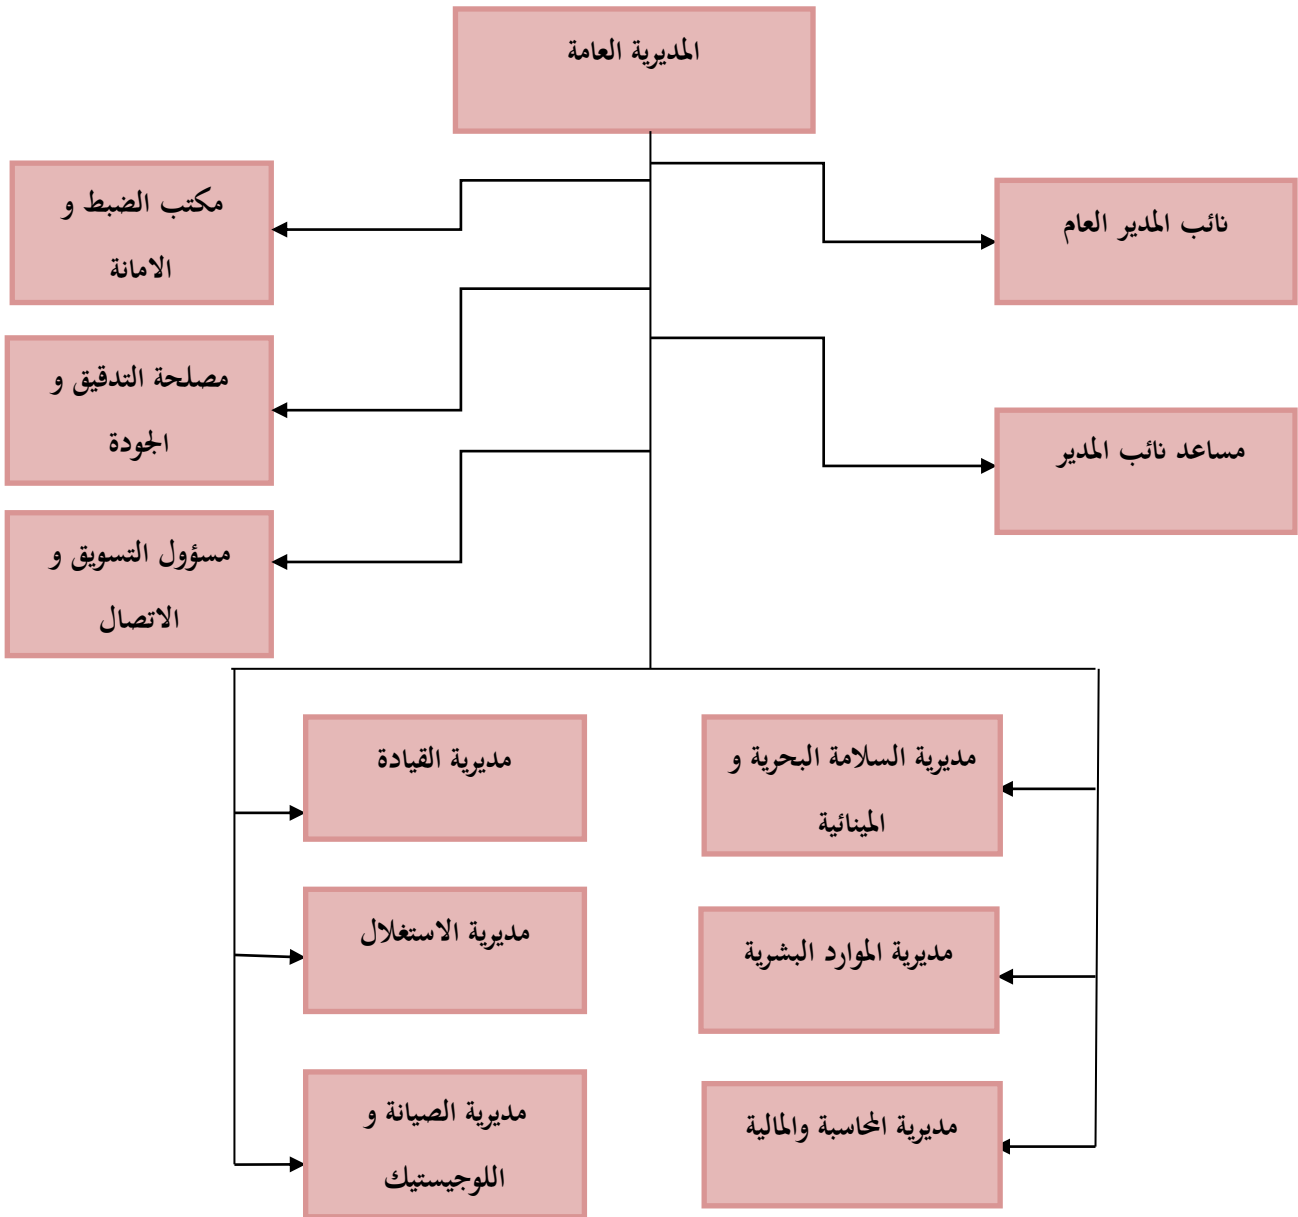 المديرية العامة
نائب المدير العام
مكتب الضبط و
الامانة
مساعد نائب المدير
مصلحة التدقيق و
الجودة
مسؤول التسويق و
الاتصال
مديرية السلامة البحرية و
المينائية
مديرية القيادة
مديرية الموارد البشرية
مديرية الاستغلال
مديرية المحاسبة والمالية
مديرية الصيانة و
اللوجيستيك